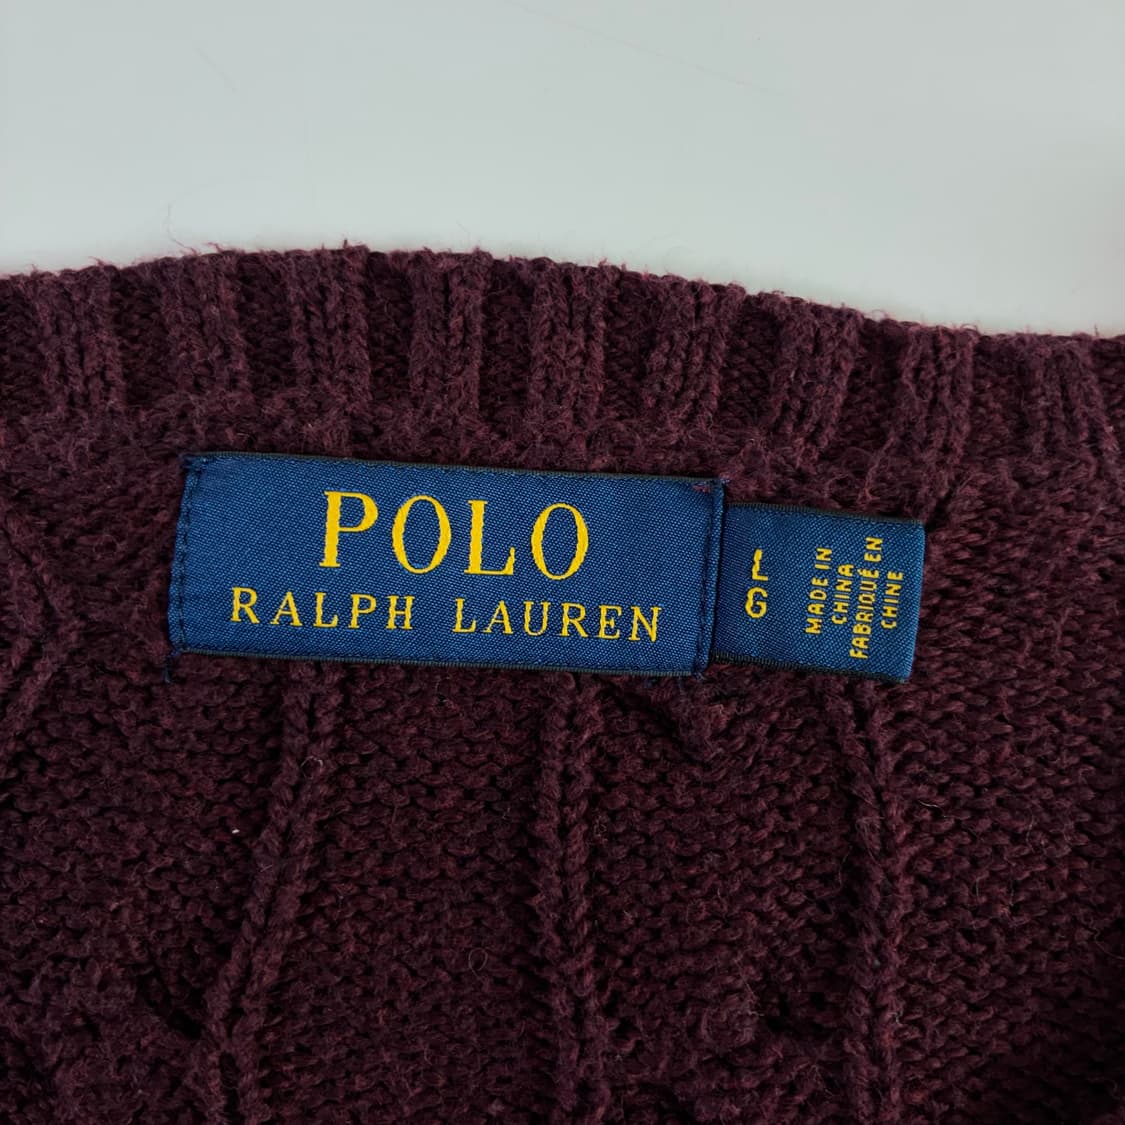 POLO
RALPH LAUREN
L
G
MADE IN
CHINA
FABRIQUÉ EN
CHINE